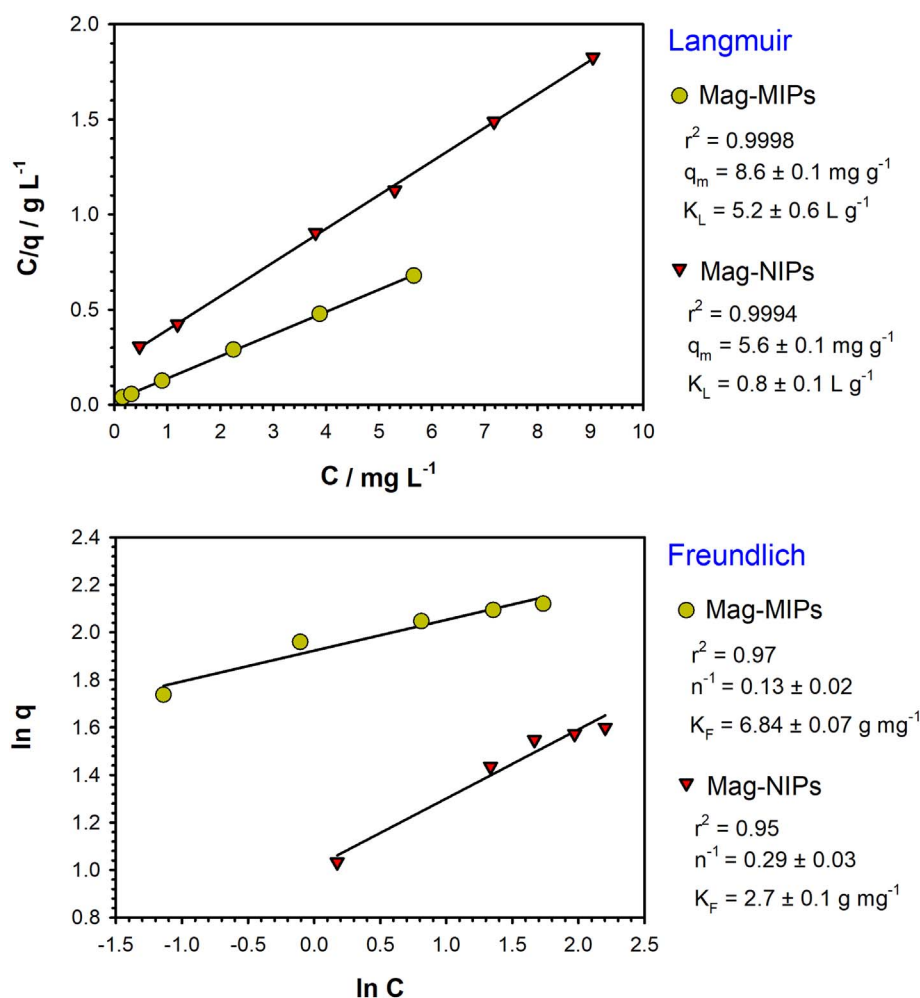 2.0
1.5
1.0
0.5
0.0
C/q / g L⁻¹
0 1 2 3 4 5 6 7 8 9 10
C / mg L⁻¹
Langmuir
Mag-MIPs
r² = 0.9998
qₘ = 8.6 ± 0.1 mg g⁻¹
K_L = 5.2 ± 0.6 L g⁻¹
Mag-NIPs
r² = 0.9994
qₘ = 5.6 ± 0.1 mg g⁻¹
K_L = 0.8 ± 0.1 L g⁻¹
2.4
2.2
2.0
1.8
1.6
1.4
1.2
1.0
0.8
ln q
-1.5 -1.0 -0.5 0.0 0.5 1.0 1.5 2.0 2.5
ln C
Freundlich
Mag-MIPs
r² = 0.97
n⁻¹ = 0.13 ± 0.02
K_F = 6.84 ± 0.07 g mg⁻¹
Mag-NIPs
r² = 0.95
n⁻¹ = 0.29 ± 0.03
K_F = 2.7 ± 0.1 g mg⁻¹